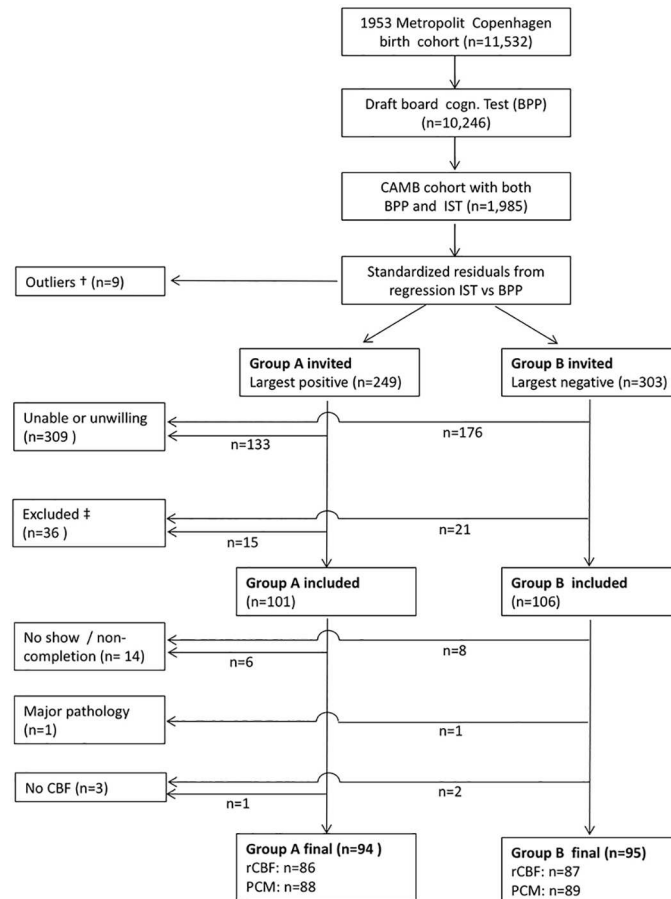 1953 Metropolit Copenhagen
birth cohort (n=11,532)
Draft board cogn. Test (BPP)
(n=10,246)
CAMB cohort with both
BPP and IST (n=1,985)
Outliers † (n=9)
Standardized residuals from
regression IST vs BPP
Group A invited
Largest positive (n=249)
Group B invited
Largest negative (n=303)
Unable or unwilling
(n=309 )
n=133
n=176
Excluded ‡
(n=36 )
n=15
n=21
Group A included
(n=101)
Group B included
(n=106)
No show / non-
completion (n= 14)
n=6
n=8
Major pathology
(n=1)
n=1
No CBF (n=3)
n=1
n=2
Group A final (n=94 )
rCBF: n=86
PCM: n=88
Group B final (n=95)
rCBF: n=87
PCM: n=89